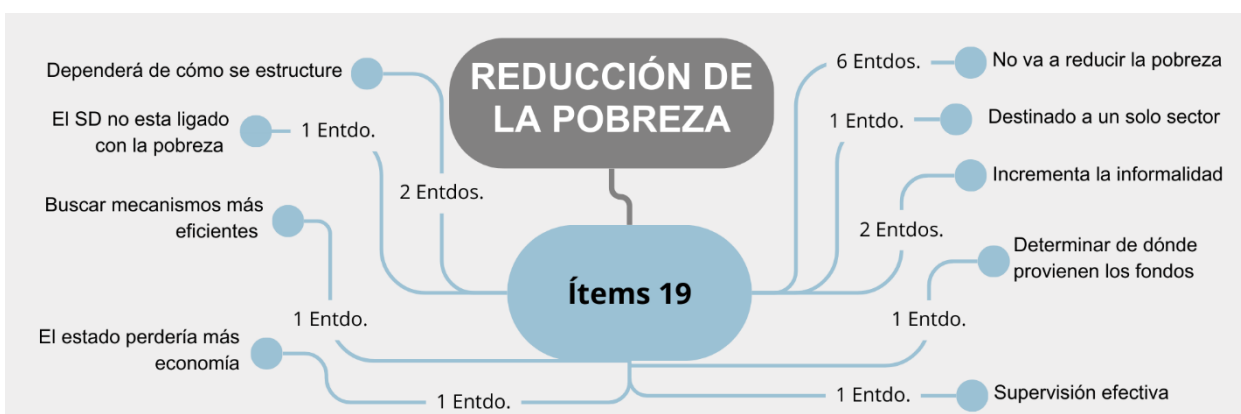 REDUCCIÓN DE
LA POBREZA
Dependerá de cómo se estructure
2 Entdos.
El SD no esta ligado
con la pobreza
1 Entdo.
Buscar mecanismos más
eficientes
1 Entdo.
El estado perdería más
economía
1 Entdo.
Ítems 19
6 Entdos.
No va a reducir la pobreza
1 Entdo.
Destinado a un solo sector
2 Entdos.
Incrementa la informalidad
1 Entdo.
Determinar de dónde
provienen los fondos
1 Entdo.
Supervisión efectiva